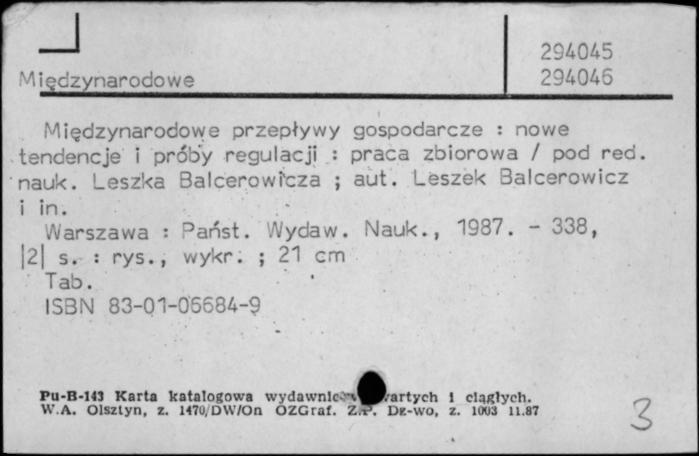 294045
Międzynarodowe 294046
Międzynarodowe przepływy gospodarcze : nowe
tendencje i próby regulacji : praca zbiorowa / pod red.
nauk. Leszka Balcerowicza ; aut. Leszek Balcerowicz
i in.
Warszawa : Państ. Wydaw. Nauk., 1987. - 338,
|2| s. : rys., wykr. ; 21 cm
Tab.
ISBN 83-01-06684-9
Pu-B-143 Karta katalogowa ciągłych.
W.A. Olsztyn, z. 1470/DW/On OZGraf. Z.P. Dz-wo, z. 1003 11.87
3